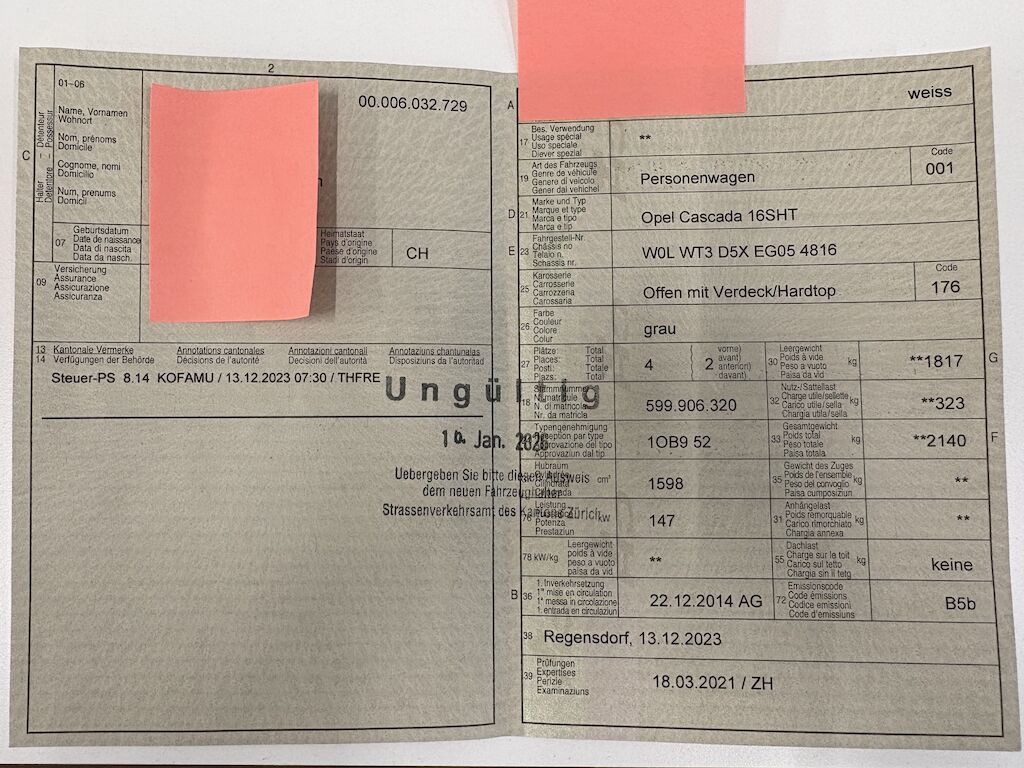 2
01–06
00.006.032.729
Halter – Détenteur
Detentore – Possessur
C
Name, Vornamen
Wohnort
Nom, prénoms
Domicile
Cognome, nomi
Domicilio
Num, prenums
Domicil
07
Geburtsdatum
Date de naissance
Data di nascita
Data da nasch.
Heimatstaat
Pays d'origine
Paese d'origine
Stadi d'origin
CH
09
Versicherung
Assurance
Assicurazione
Assicuranza
13 Kantonale Vermerke Annotations cantonales Annotazioni cantonali Annotaziuns chantunalas
14 Verfügungen der Behörde Décisions de l'autorité Decisioni dell'autorità Disposiziuns da l'autoritad
Steuer-PS 8.14 KOFAMU / 13.12.2023 07:30 / THFRE
Ungültig
Jan.
Uebergeben Sie bitte diesen Ausweis
dem neuen Fahrzeughalter
Strassenverkehrsamt des Kantons Zürich
A
weiss
17
Bes. Verwendung
Usage spécial
Uso speciale
Diever spezial
**
19
Art des Fahrzeugs
Genre de véhicule
Genere di veicolo
Gener dal vehichel
Personenwagen
Code
001
D 21
Marke und Typ
Marque et type
Marca e tipo
Marca e tip
Opel Cascada 16SHT
E 23
Fahrgestell-Nr.
Châssis no
Telaio n.
Schassis nr.
W0L WT3 D5X EG05 4816
25
Karosserie
Carrosserie
Carrozzeria
Carossaria
Offen mit Verdeck/Hardtop
Code
176
26
Farbe
Couleur
Colore
Colur
grau
27
Plätze: Total
Places: Total
Posti: Totale
Plazs: Total
4
2
vorne)
avant)
anteriori)
davant)
30
Leergewicht
Poids à vide
Peso a vuoto
Paisa da vid
kg
**1817
G
18
Stammnummer
N. matricule
N. di matricola
N. da matricla
599.906.320
32
Nutz-/Sattellast
Charge utile/sellette
Carico utile/sella
Chargia utila/sella
kg
**323
Typengenehmigung
Réception par type
Approvazione del tipo
Approvaziun dal tip
1OB9 52
33
Gesamtgewicht
Poids total
Peso totale
Paisa totala
kg
**2140
F
Hubraum
Cylindrée
Cilindrata
cm³
1598
35
Gewicht des Zuges
Poids de l'ensemble
Peso del convoglio
Paisa cumposiziun
kg
**
76
Leistung
Potenza
Prestaziun
kW
147
31
Anhängelast
Poids remorquable
Carico rimorchiato
Chargia annexa
kg
**
78 kW/kg
Leergewicht
poids à vide
peso a vuoto
paisa da vid
**
55
Dachlast
Charge sur le toit
Carico sul tetto
Chargia sin il tetg
kg
keine
B 36
1. Inverkehrsetzung
1re mise en circulation
1a messa in circolazione
1. entrada en circulaziun
22.12.2014 AG
72
Emissionscode
Code émissions
Codice emissioni
Code d'emissiuns
B5b
38
Regensdorf, 13.12.2023
39
Prüfungen
Expertises
Perizie
Examinaziuns
18.03.2021 / ZH